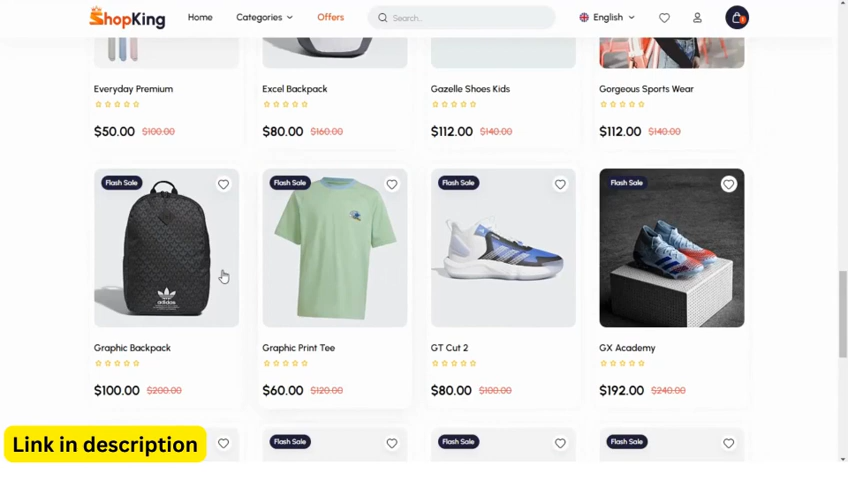 ShopKing
Home
Categories
Offers
Search..
English
Everyday Premium
$50.00 $100.00
Excel Backpack
$80.00 $160.00
Gazelle Shoes Kids
$112.00 $140.00
Gorgeous Sports Wear
$112.00 $140.00
Flash Sale
Flash Sale
Flash Sale
Flash Sale
adidas
Graphic Backpack
$100.00 $200.00
Graphic Print Tee
$60.00 $120.00
GT Cut 2
$80.00 $100.00
GX Academy
$192.00 $240.00
Flash Sale
Flash Sale
Flash Sale
Link in description